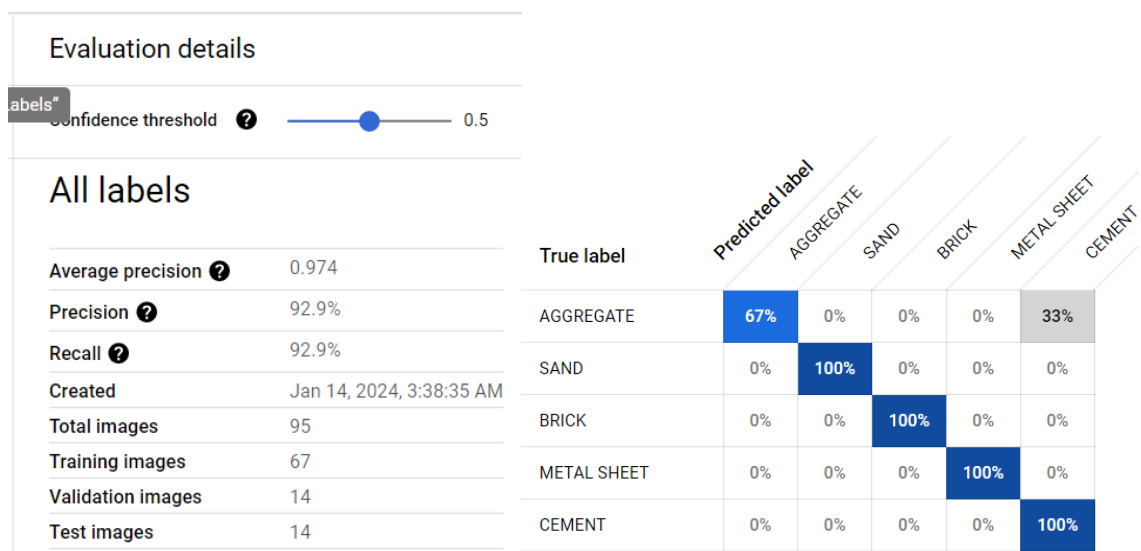 Evaluation details
abels"
Confidence threshold ? 0.5
All labels
Average precision ? 0.974
Precision ? 92.9%
Recall ? 92.9%
Created Jan 14, 2024, 3:38:35 AM
Total images 95
Training images 67
Validation images 14
Test images 14
True label Predicted label AGGREGATE SAND BRICK METAL SHEET CEMENT
AGGREGATE 67% 0% 0% 0% 33%
SAND 0% 100% 0% 0% 0%
BRICK 0% 0% 100% 0% 0%
METAL SHEET 0% 0% 0% 100% 0%
CEMENT 0% 0% 0% 0% 100%